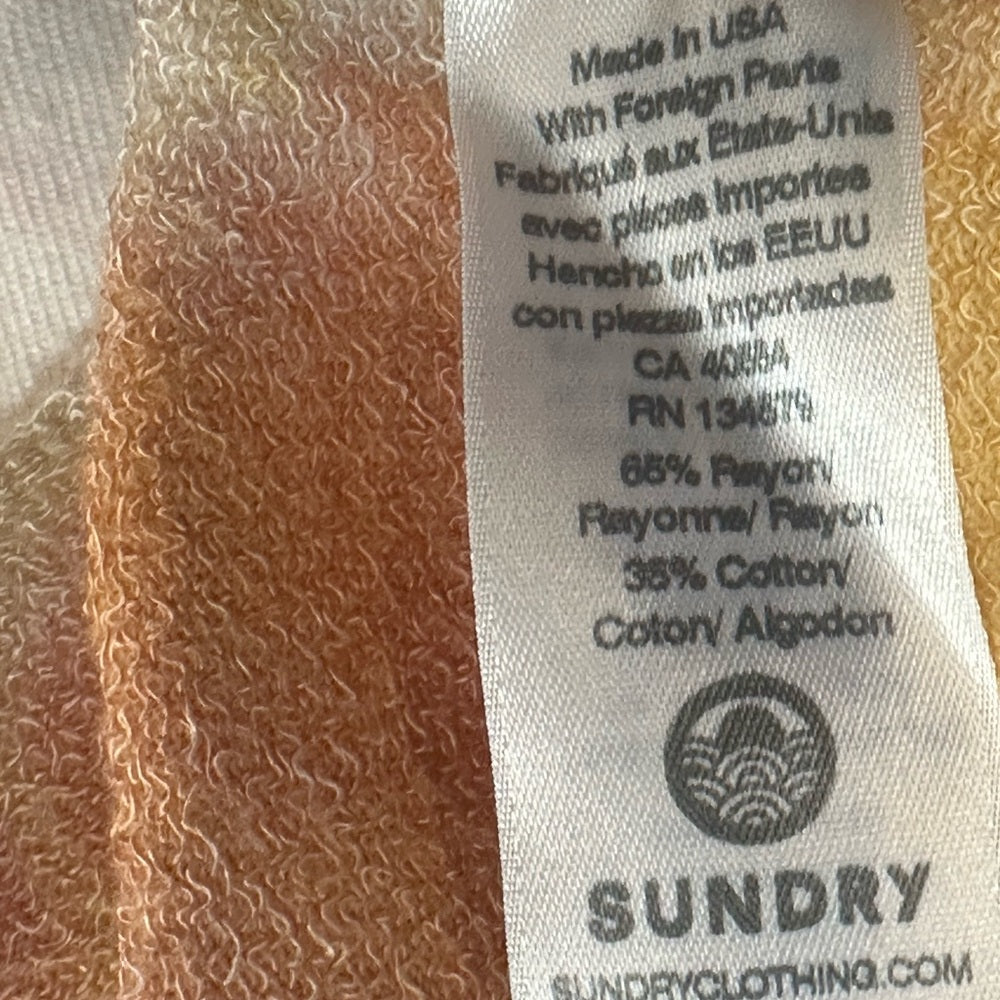 Made In USA
With Foreign Parts
Fabriqué aux Etats-Unis
avec pièces Importes
Hencho en los EEUU
con piezas importadas
CA
RN
65% Rayon
Rayonne/ Rayon
35% Cotton/
Coton/ Algodon
SUNDRY
SUNDRYCLOTHING.COM